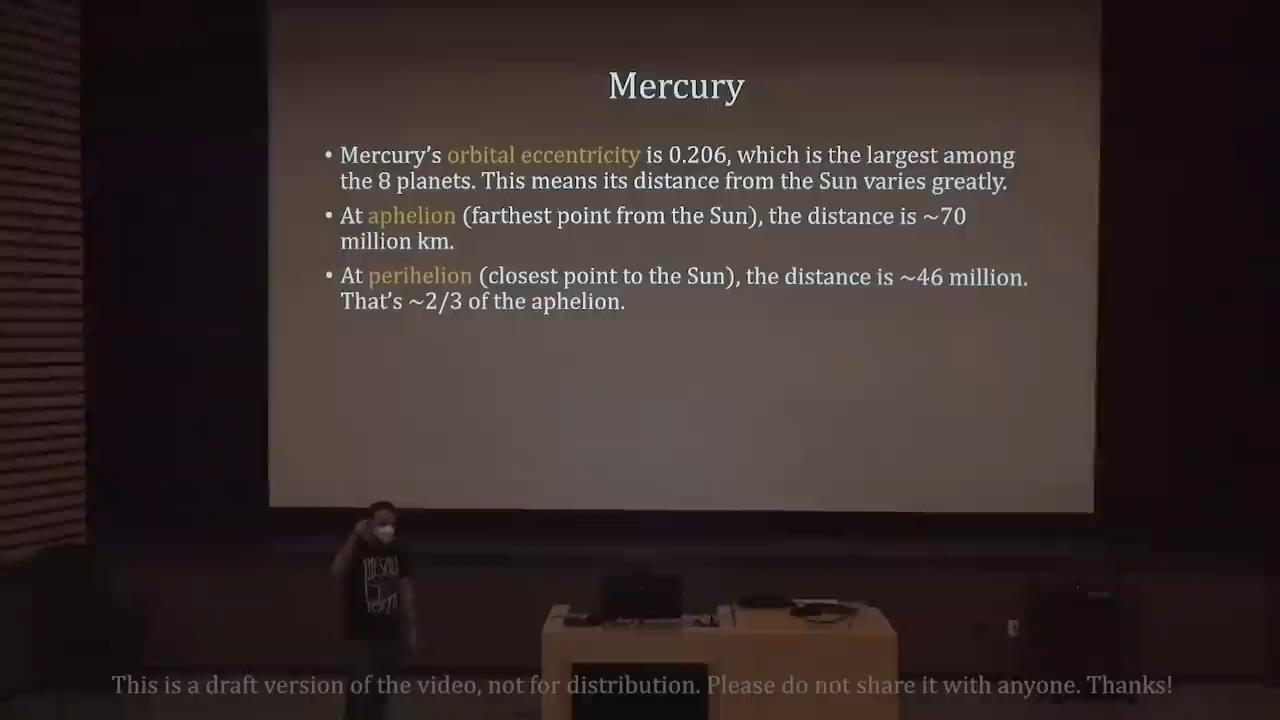 Mercury
• Mercury's orbital eccentricity is 0.206, which is the largest among
the 8 planets. This means its distance from the Sun varies greatly.
• At aphelion (farthest point from the Sun), the distance is ~70
million km.
• At perihelion (closest point to the Sun), the distance is ~46 million.
That's ~2/3 of the aphelion.
This is a draft version of the video, not for distribution. Please do not share it with anyone. Thanks!